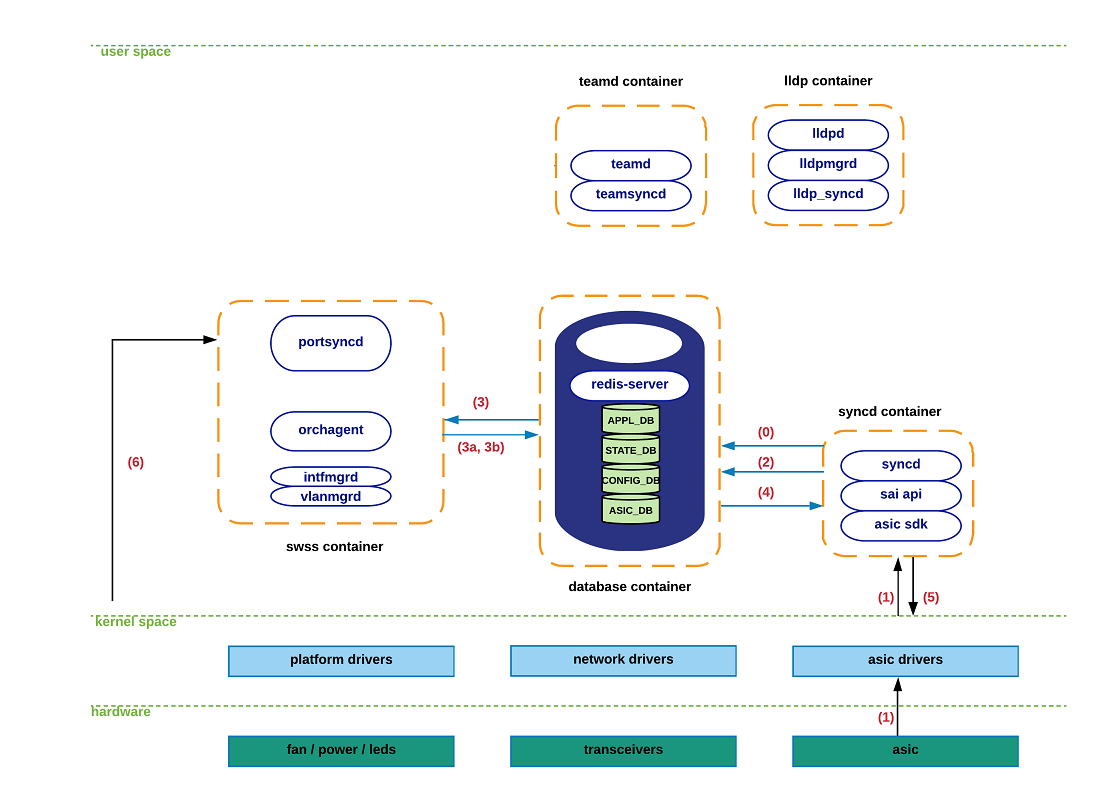 user space
teamd container
lldp container
lldpd
teamd
lldpmgrd
teamsyncd
lldp_syncd
portsyncd
redis-server
(3)
APPL_DB
syncd container
orchagent
(0)
(3a, 3b)
STATE_DB
(6)
(2)
syncd
intfmgrd
CONFIG_DB
vlanmgrd
(4)
sai api
ASIC_DB
asic sdk
swss container
database container
(1)
(5)
kernel space
platform drivers
network drivers
asic drivers
hardware
(1)
fan / power / leds
transceivers
asic